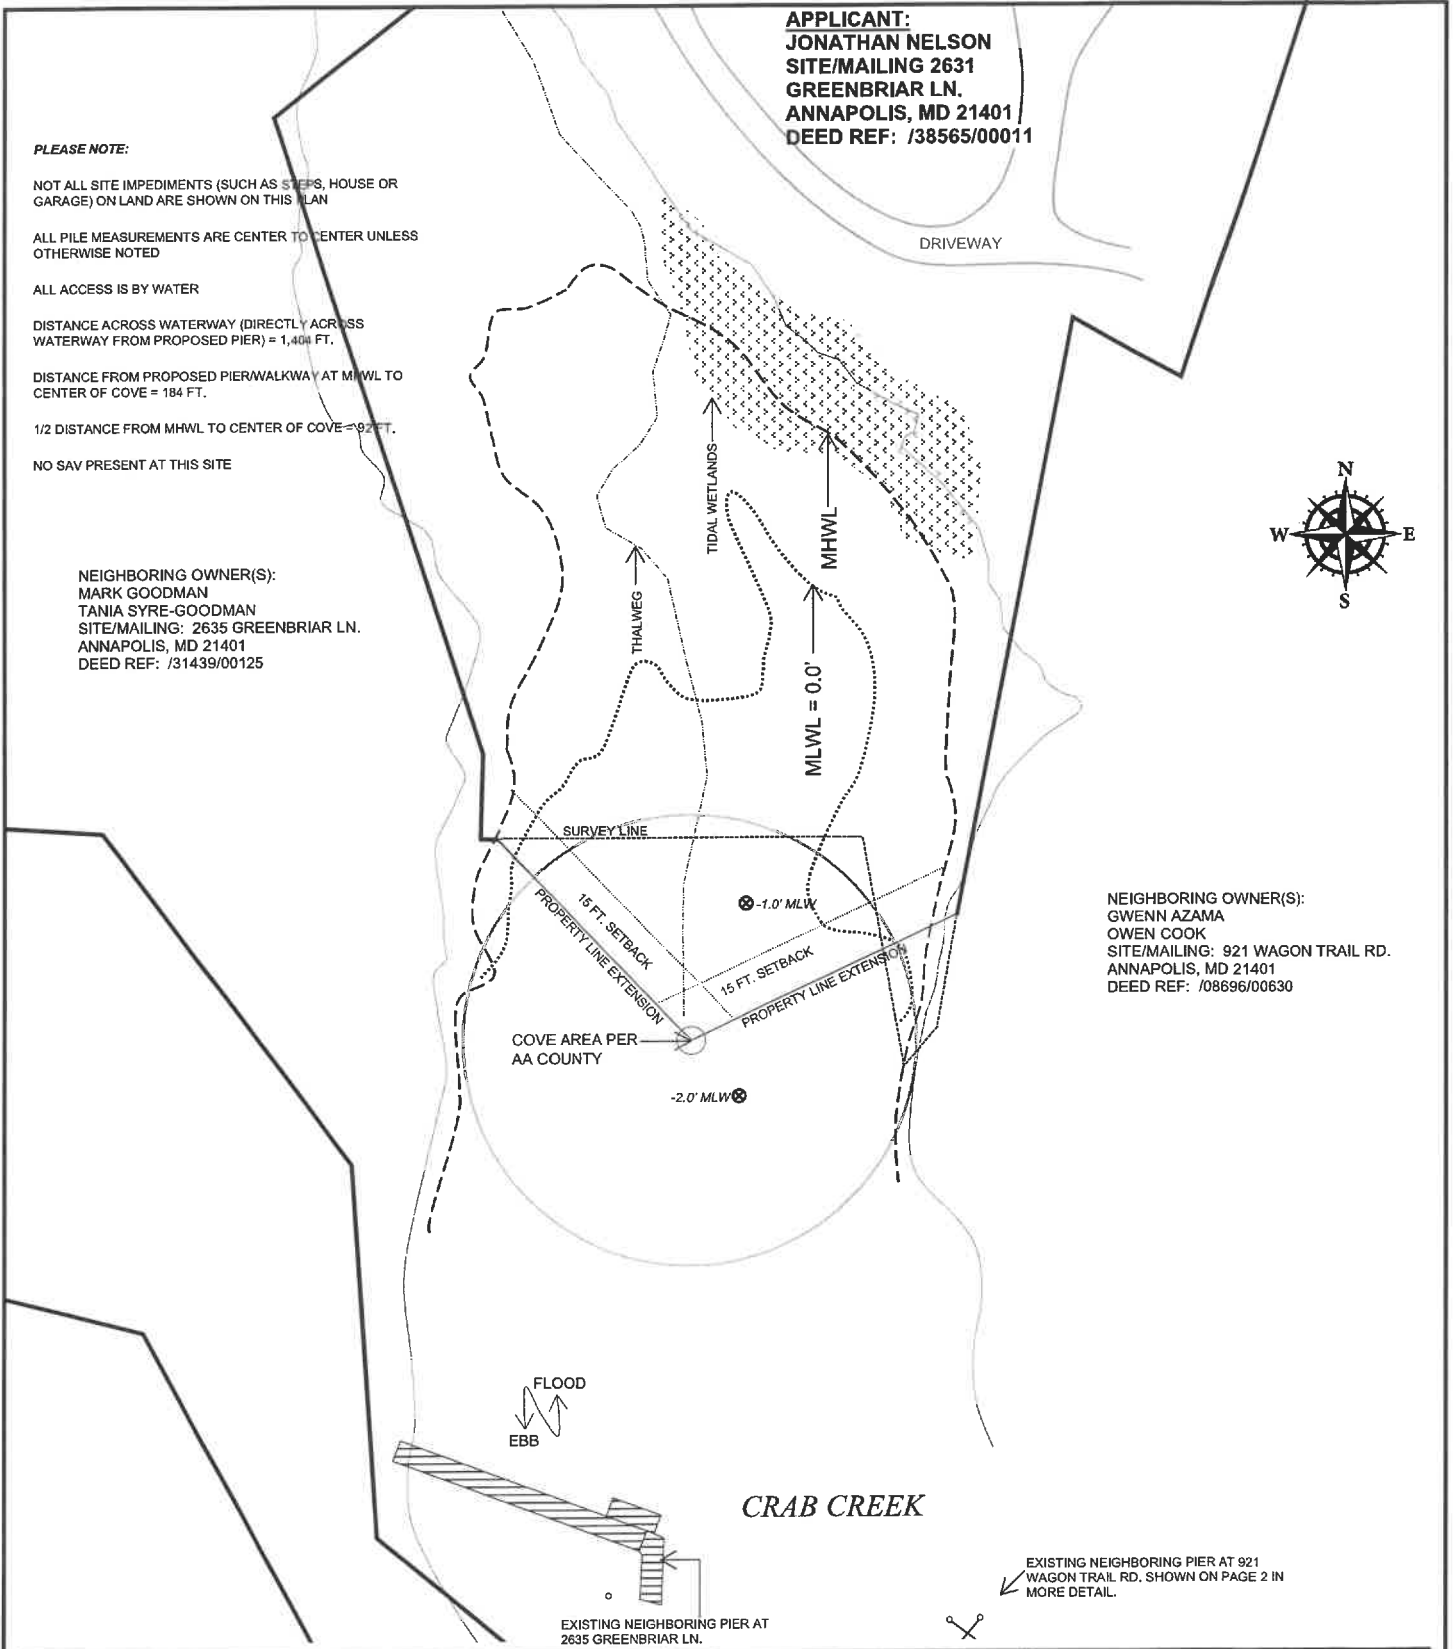 APPLICANT:
JONATHAN NELSON
SITE/MAILING 2631
GREENBRIAR LN.
ANNAPOLIS, MD 21401
DEED REF: /38565/00011
PLEASE NOTE:
NOT ALL SITE IMPEDIMENTS (SUCH AS STEPS, HOUSE OR
GARAGE) ON LAND ARE SHOWN ON THIS PLAN
ALL PILE MEASUREMENTS ARE CENTER TO CENTER UNLESS
OTHERWISE NOTED
ALL ACCESS IS BY WATER
DISTANCE ACROSS WATERWAY (DIRECTLY ACROSS
WATERWAY FROM PROPOSED PIER) = 1,404 FT.
DISTANCE FROM PROPOSED PIER/WALKWAY AT MHWL TO
CENTER OF COVE = 184 FT.
1/2 DISTANCE FROM MHWL TO CENTER OF COVE = 92 FT.
NO SAV PRESENT AT THIS SITE
DRIVEWAY
N
W E
S
TIDAL WETLANDS
MHWL
THALWEG
MLWL = 0.0'
NEIGHBORING OWNER(S):
MARK GOODMAN
TANIA SYRE-GOODMAN
SITE/MAILING: 2635 GREENBRIAR LN.
ANNAPOLIS, MD 21401
DEED REF: /31439/00125
SURVEY LINE
15 FT. SETBACK
PROPERTY LINE EXTENSION
-1.0' MLW
15 FT. SETBACK
PROPERTY LINE EXTENSION
NEIGHBORING OWNER(S):
GWENN AZAMA
OWEN COOK
SITE/MAILING: 921 WAGON TRAIL RD.
ANNAPOLIS, MD 21401
DEED REF: /08696/00630
COVE AREA PER
AA COUNTY
-2.0' MLW
FLOOD
EBB
CRAB CREEK
EXISTING NEIGHBORING PIER AT 921
WAGON TRAIL RD. SHOWN ON PAGE 2 IN
MORE DETAIL.
EXISTING NEIGHBORING PIER AT
2635 GREENBRIAR LN.